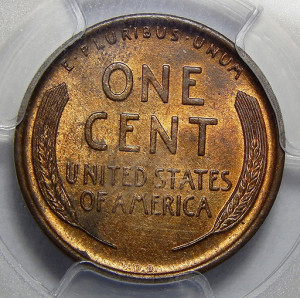 E·PLURIBUS·UNUM
ONE
CENT
UNITED STATES
OF AMERICA